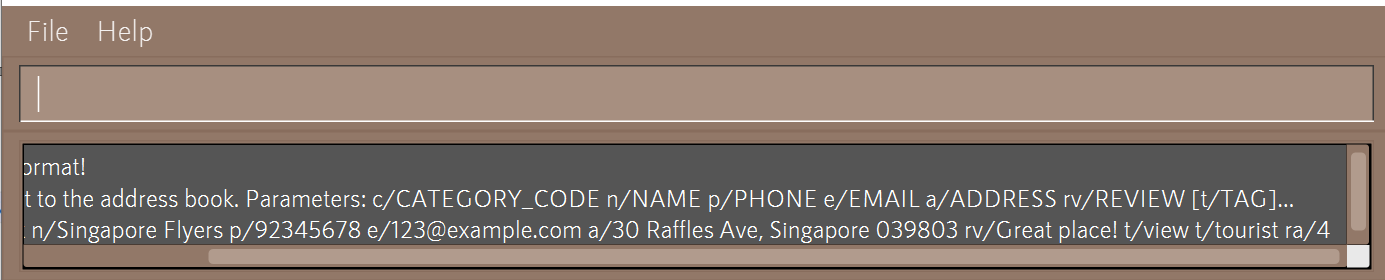 File Help
ormat!
t to the address book. Parameters: c/CATEGORY_CODE n/NAME p/PHONE e/EMAIL a/ADDRESS rv/REVIEW [t/TAG]...
n/Singapore Flyers p/92345678 e/123@example.com a/30 Raffles Ave, Singapore 039803 rv/Great place! t/view t/tourist ra/4